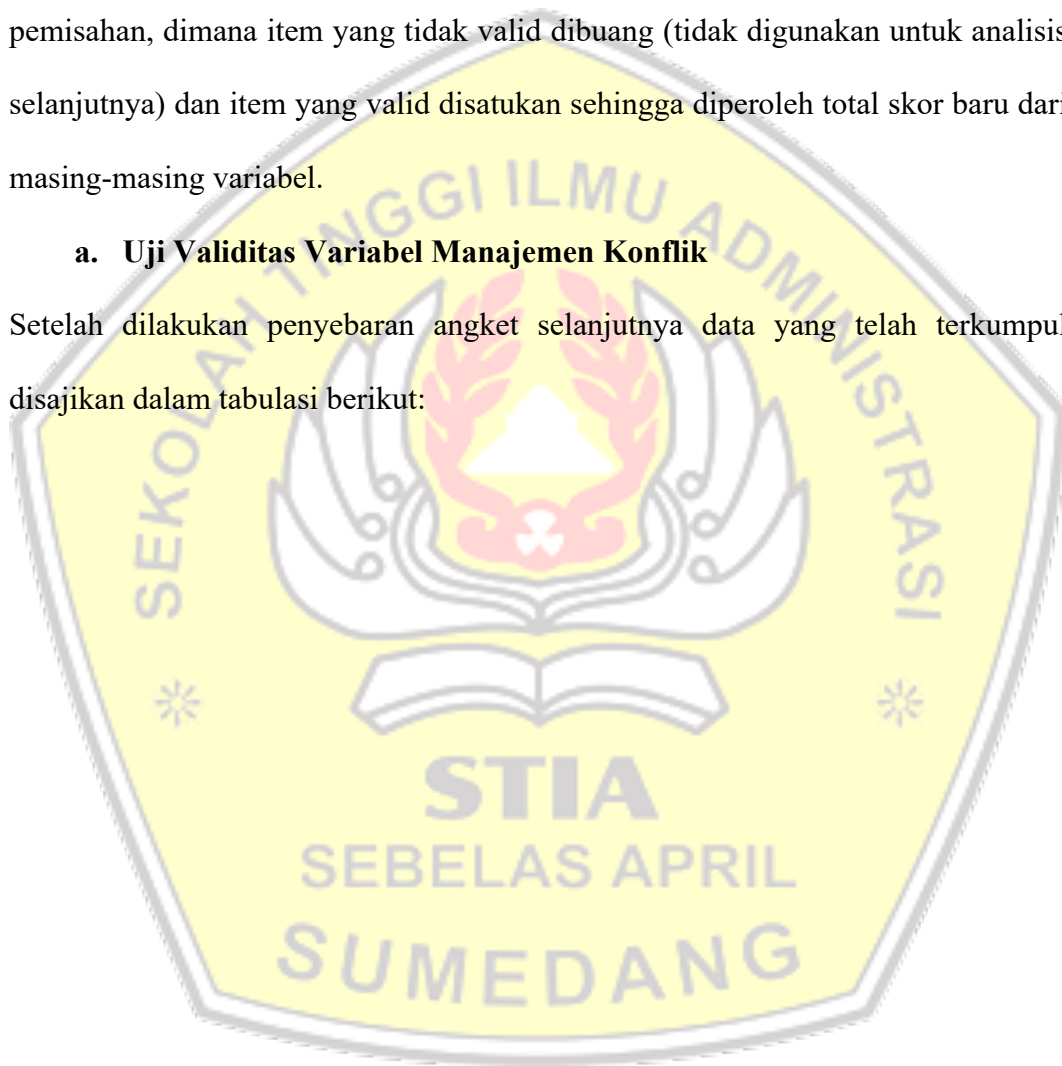 pemisahan, dimana item yang tidak valid dibuang (tidak digunakan untuk analisis
selanjutnya) dan item yang valid disatukan sehingga diperoleh total skor baru dari
masing-masing variabel.
a. Uji Validitas Variabel Manajemen Konflik
Setelah dilakukan penyebaran angket selanjutnya data yang telah terkumpul
disajikan dalam tabulasi berikut:
SEKOLAH TINGGI ILMU ADMINISTRASI
STIA
SEBELAS APRIL
SUMEDANG